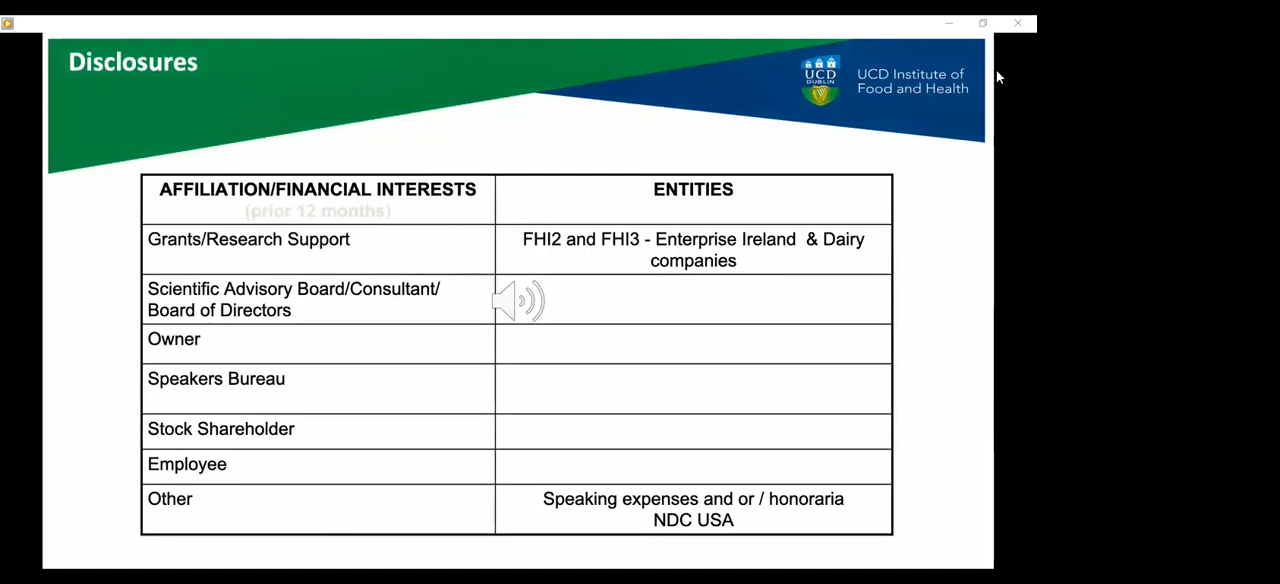 Disclosures
UCD
DUBLIN
UCD Institute of
Food and Health
AFFILIATION/FINANCIAL INTERESTS
(prior 12 months)
ENTITIES
Grants/Research Support
FHI2 and FHI3 - Enterprise Ireland & Dairy
companies
Scientific Advisory Board/Consultant/
Board of Directors
Owner
Speakers Bureau
Stock Shareholder
Employee
Other
Speaking expenses and or / honoraria
NDC USA